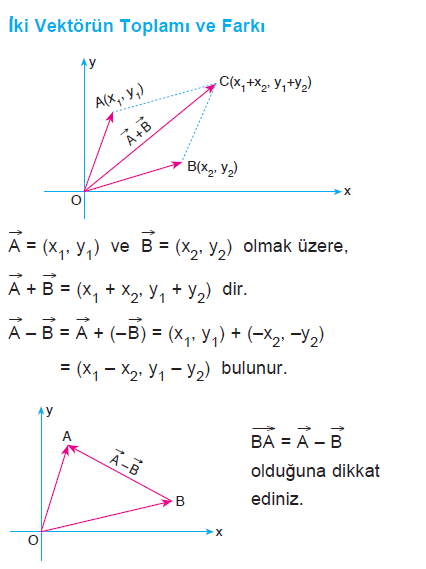 İki Vektörün Toplamı ve Farkı
y
A(x₁, y₁)
C(x₁+x₂, y₁+y₂)
A⃗+B⃗
B(x₂, y₂)
O
x
A⃗ = (x₁, y₁) ve B⃗ = (x₂, y₂) olmak üzere,
A⃗ + B⃗ = (x₁ + x₂, y₁ + y₂) dir.
A⃗ – B⃗ = A⃗ + (–B⃗) = (x₁, y₁) + (–x₂, –y₂)
= (x₁ – x₂, y₁ – y₂) bulunur.
y
A
A⃗–B⃗
B
O
x
B⃗A⃗ = A⃗ – B⃗
olduğuna dikkat
ediniz.